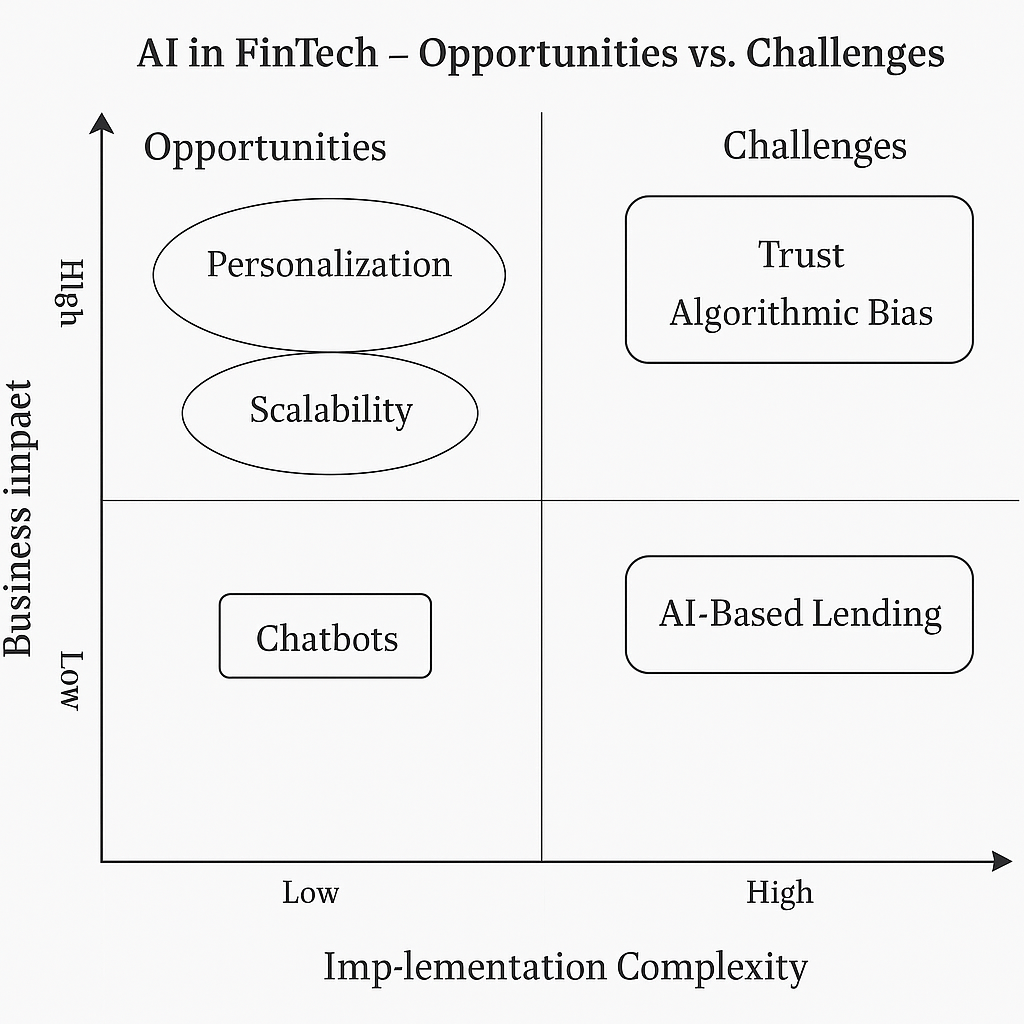 AI in FinTech – Opportunities vs. Challenges
Opportunities
Challenges
High
Personalization
Trust
Algorithmic Bias
Scalability
Business impaet
Low
Chatbots
AI-Based Lending
Low
High
Imp-lementation Complexity